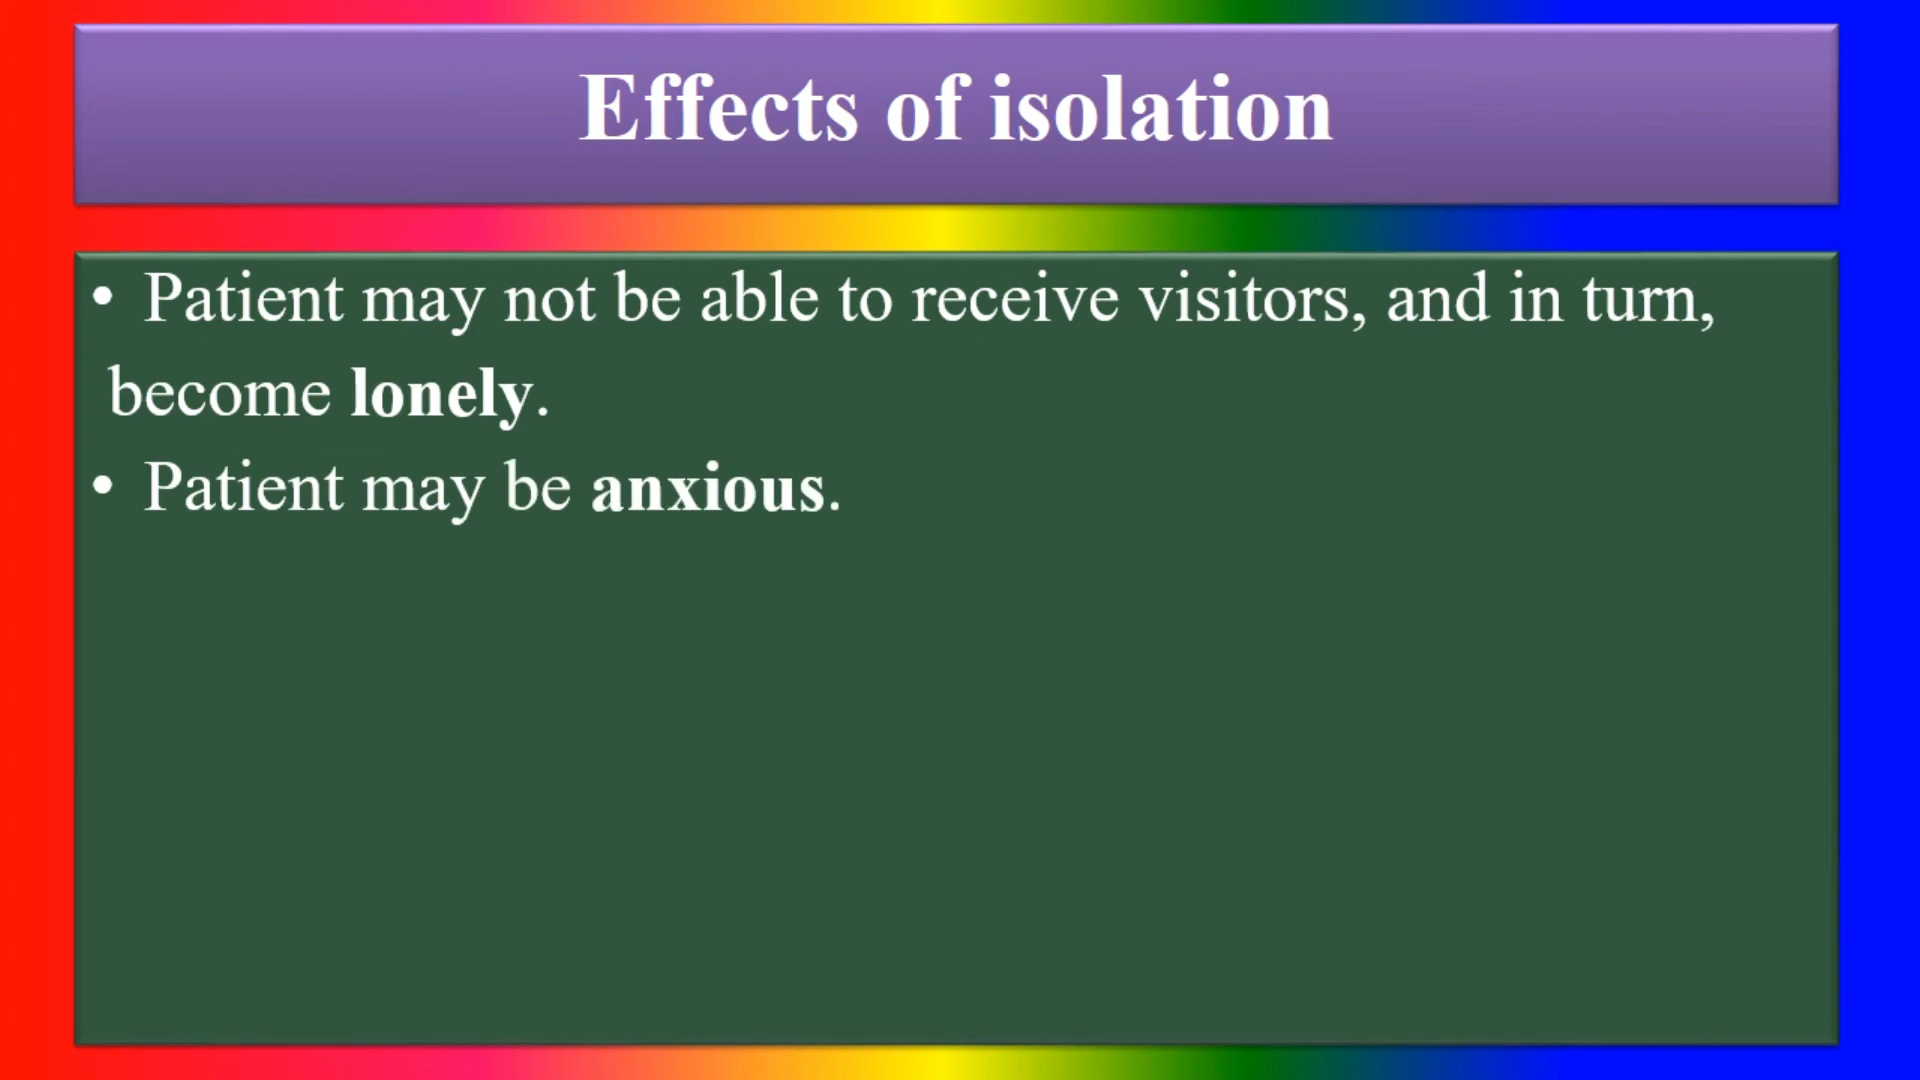 Effects of isolation
• Patient may not be able to receive visitors, and in turn,
become lonely.
• Patient may be anxious.